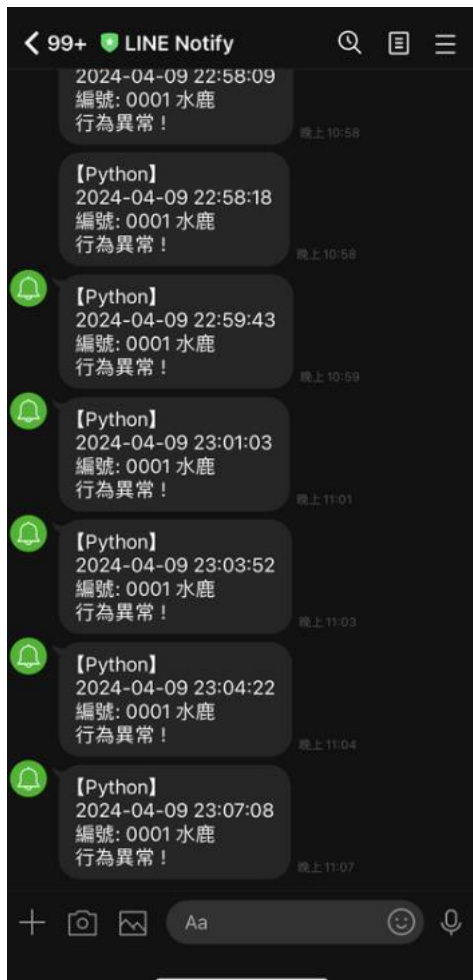 99+ LINE Notify
2024-04-09 22:58:09
編號: 0001 水鹿
行為異常！
晚上10:58
【Python】
2024-04-09 22:58:18
編號: 0001 水鹿
行為異常！
晚上10:58
【Python】
2024-04-09 22:59:43
編號: 0001 水鹿
行為異常！
晚上10:59
【Python】
2024-04-09 23:01:03
編號: 0001 水鹿
行為異常！
晚上11:01
【Python】
2024-04-09 23:03:52
編號: 0001 水鹿
行為異常！
晚上11:03
【Python】
2024-04-09 23:04:22
編號: 0001 水鹿
行為異常！
晚上11:04
【Python】
2024-04-09 23:07:08
編號: 0001 水鹿
行為異常！
晚上11:07
Aa